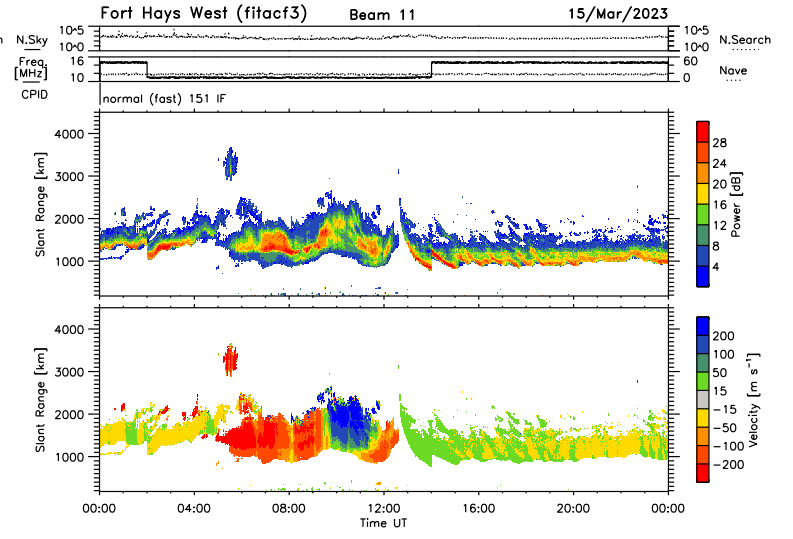 Fort Hays West (fitacf3) Beam 11 15/Mar/2023
N.Sky 10^5 10^0 10^5 10^0 N.Search
Freq. [MHz] 16 10 60 0 Nave
CPID normal (fast) 151 IF
Slant Range [km] 4000 3000 2000 1000
Power [dB] 28 24 20 16 12 8 4
Slant Range [km] 4000 3000 2000 1000
Velocity [m s⁻¹] 200 100 50 15 −15 −50 −100 −200
00:00 04:00 08:00 12:00 16:00 20:00 00:00
Time UT